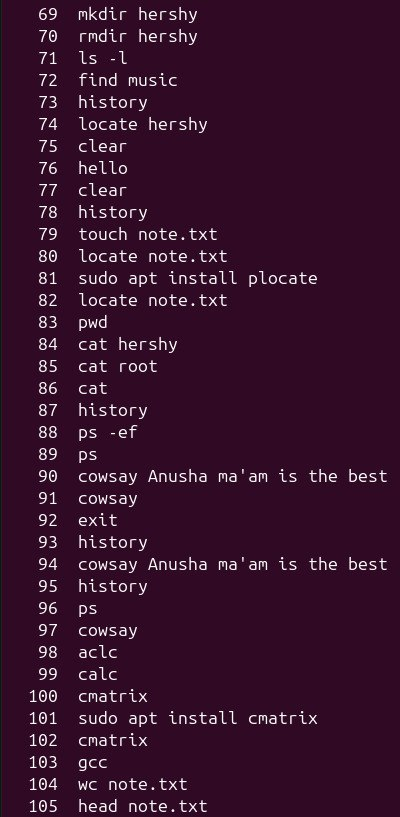 69 mkdir hershy
70 rmdir hershy
71 ls -l
72 find music
73 history
74 locate hershy
75 clear
76 hello
77 clear
78 history
79 touch note.txt
80 locate note.txt
81 sudo apt install plocate
82 locate note.txt
83 pwd
84 cat hershy
85 cat root
86 cat
87 history
88 ps -ef
89 ps
90 cowsay Anusha ma'am is the best
91 cowsay
92 exit
93 history
94 cowsay Anusha ma'am is the best
95 history
96 ps
97 cowsay
98 aclc
99 calc
100 cmatrix
101 sudo apt install cmatrix
102 cmatrix
103 gcc
104 wc note.txt
105 head note.txt